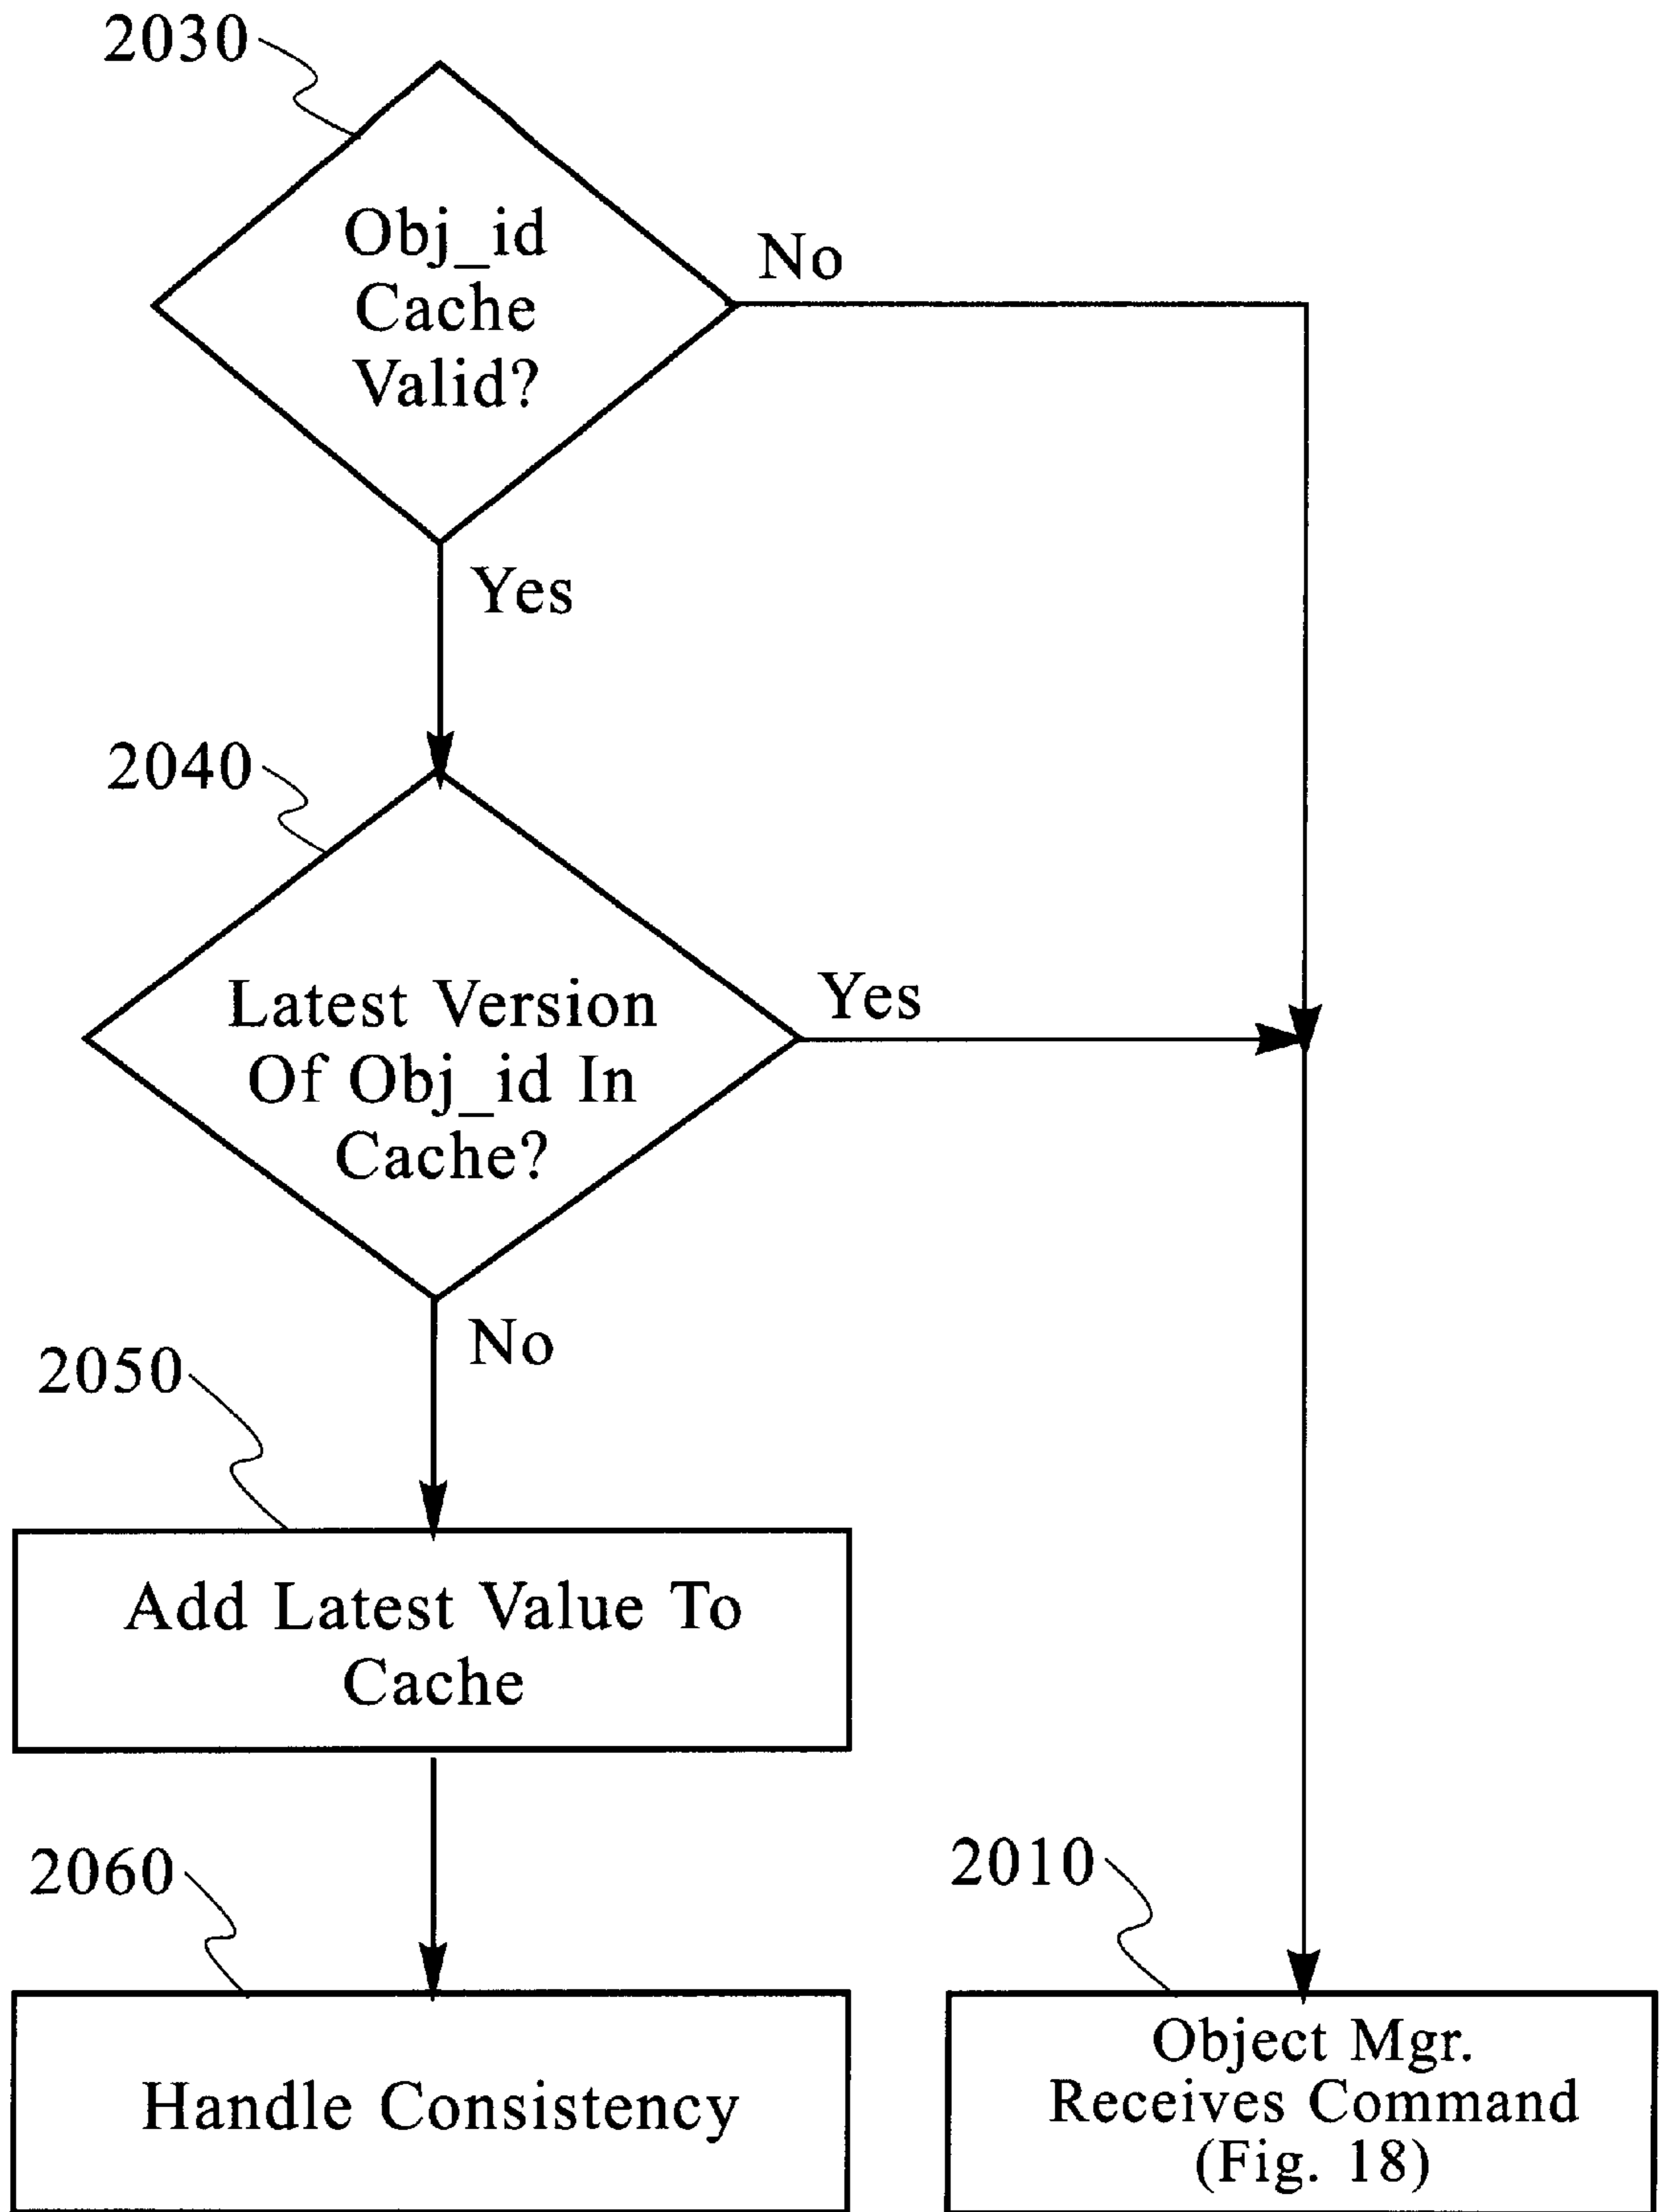 2030
Obj_id
Cache
Valid?
No
Yes
2040
Latest Version
Of Obj_id In
Cache?
Yes
No
2050
Add Latest Value To
Cache
2060
Handle Consistency
2010
Object Mgr.
Receives Command
(Fig. 18)